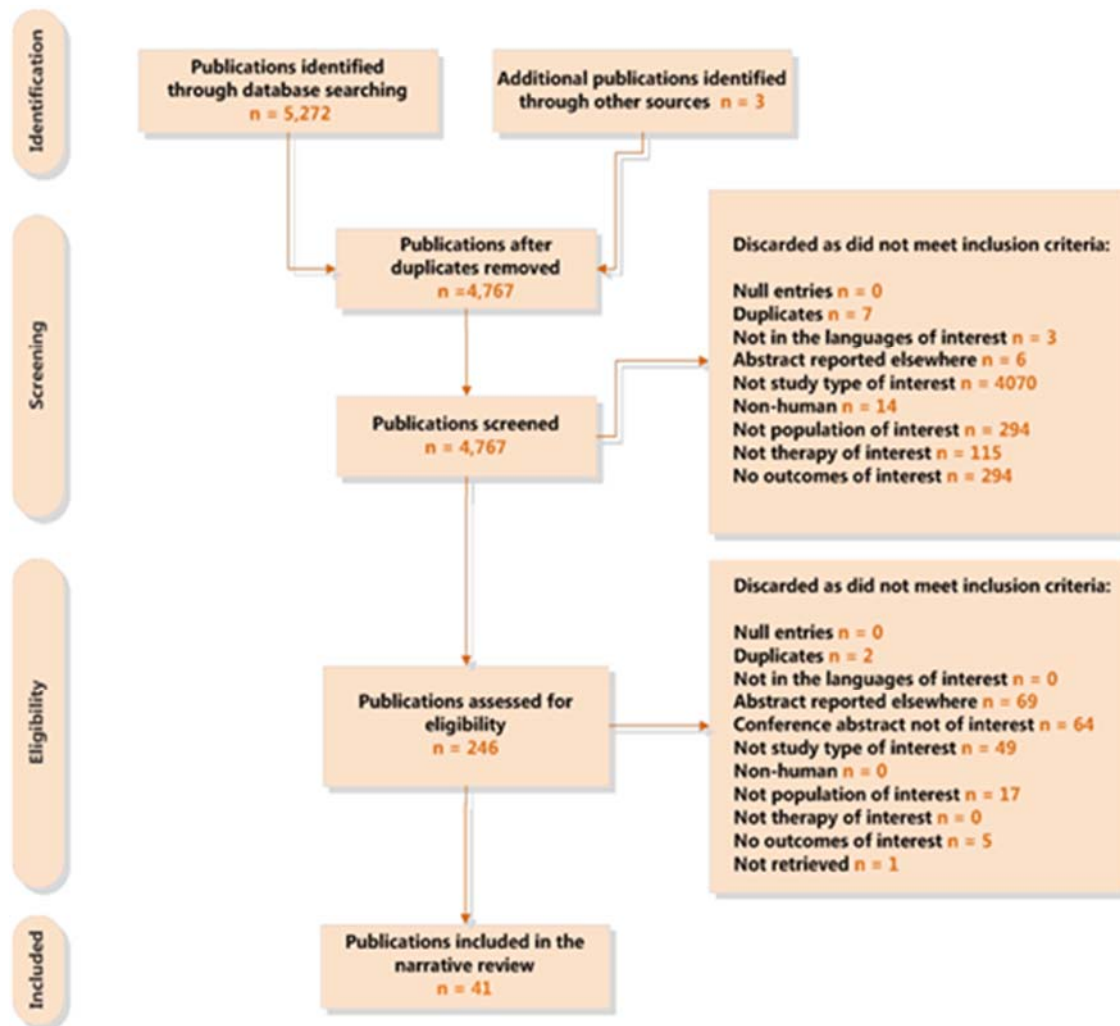 Identification
Publications identified
through database searching
n = 5,272
Additional publications identified
through other sources n = 3
Screening
Publications after
duplicates removed
n =4,767
Publications screened
n = 4,767
Discarded as did not meet inclusion criteria:
Null entries n = 0
Duplicates n = 7
Not in the languages of interest n = 3
Abstract reported elsewhere n = 6
Not study type of interest n = 4070
Non-human n = 14
Not population of interest n = 294
Not therapy of interest n = 115
No outcomes of interest n = 294
Eligibility
Publications assessed for
eligibility
n = 246
Discarded as did not meet inclusion criteria:
Null entries n = 0
Duplicates n = 2
Not in the languages of interest n = 0
Abstract reported elsewhere n = 69
Conference abstract not of interest n = 64
Not study type of interest n = 49
Non-human n = 0
Not population of interest n = 17
Not therapy of interest n = 0
No outcomes of interest n = 5
Not retrieved n = 1
Included
Publications included in the
narrative review
n = 41